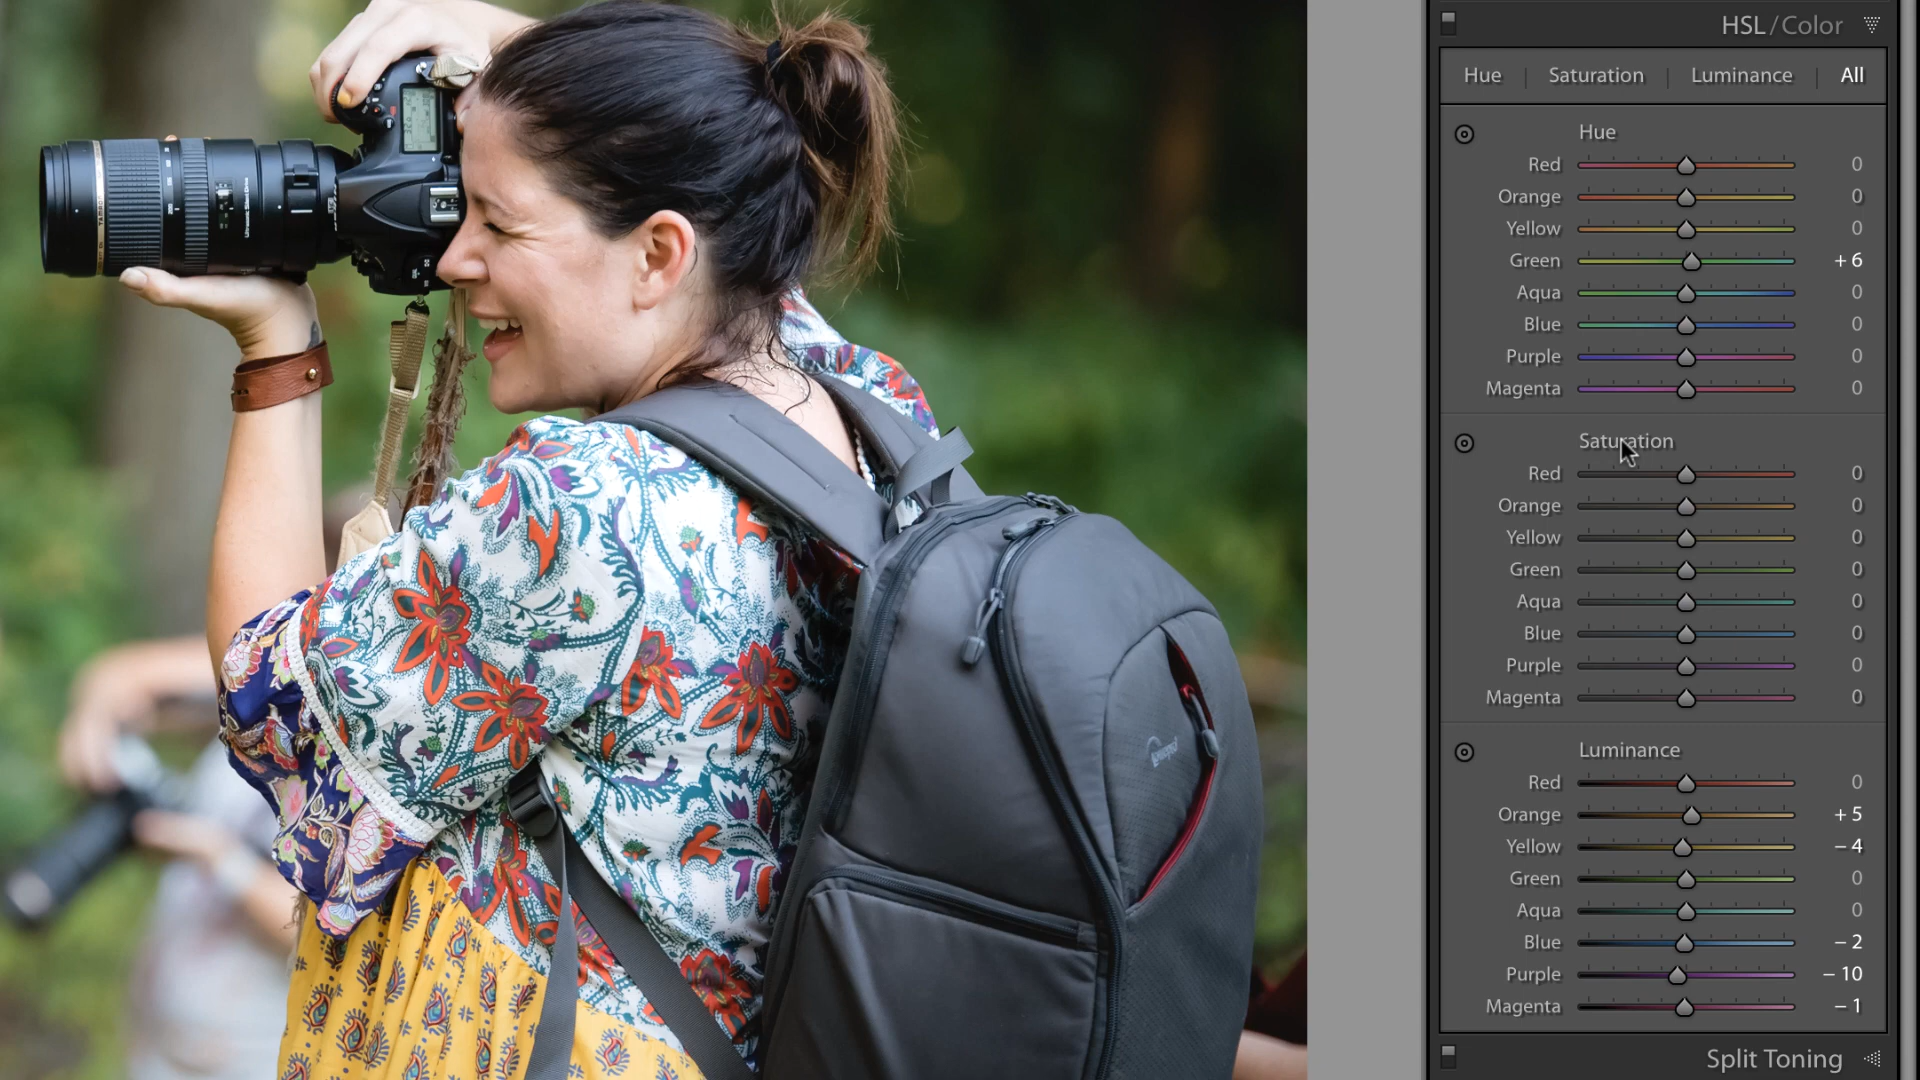 HSL / Color
Hue | Saturation | Luminance | All
Hue
Red 0
Orange 0
Yellow 0
Green + 6
Aqua 0
Blue 0
Purple 0
Magenta 0
Saturation
Red 0
Orange 0
Yellow 0
Green 0
Aqua 0
Blue 0
Purple 0
Magenta 0
Luminance
Red 0
Orange + 5
Yellow – 4
Green 0
Aqua 0
Blue – 2
Purple – 10
Magenta – 1
Split Toning
TAMRON
Lowepro